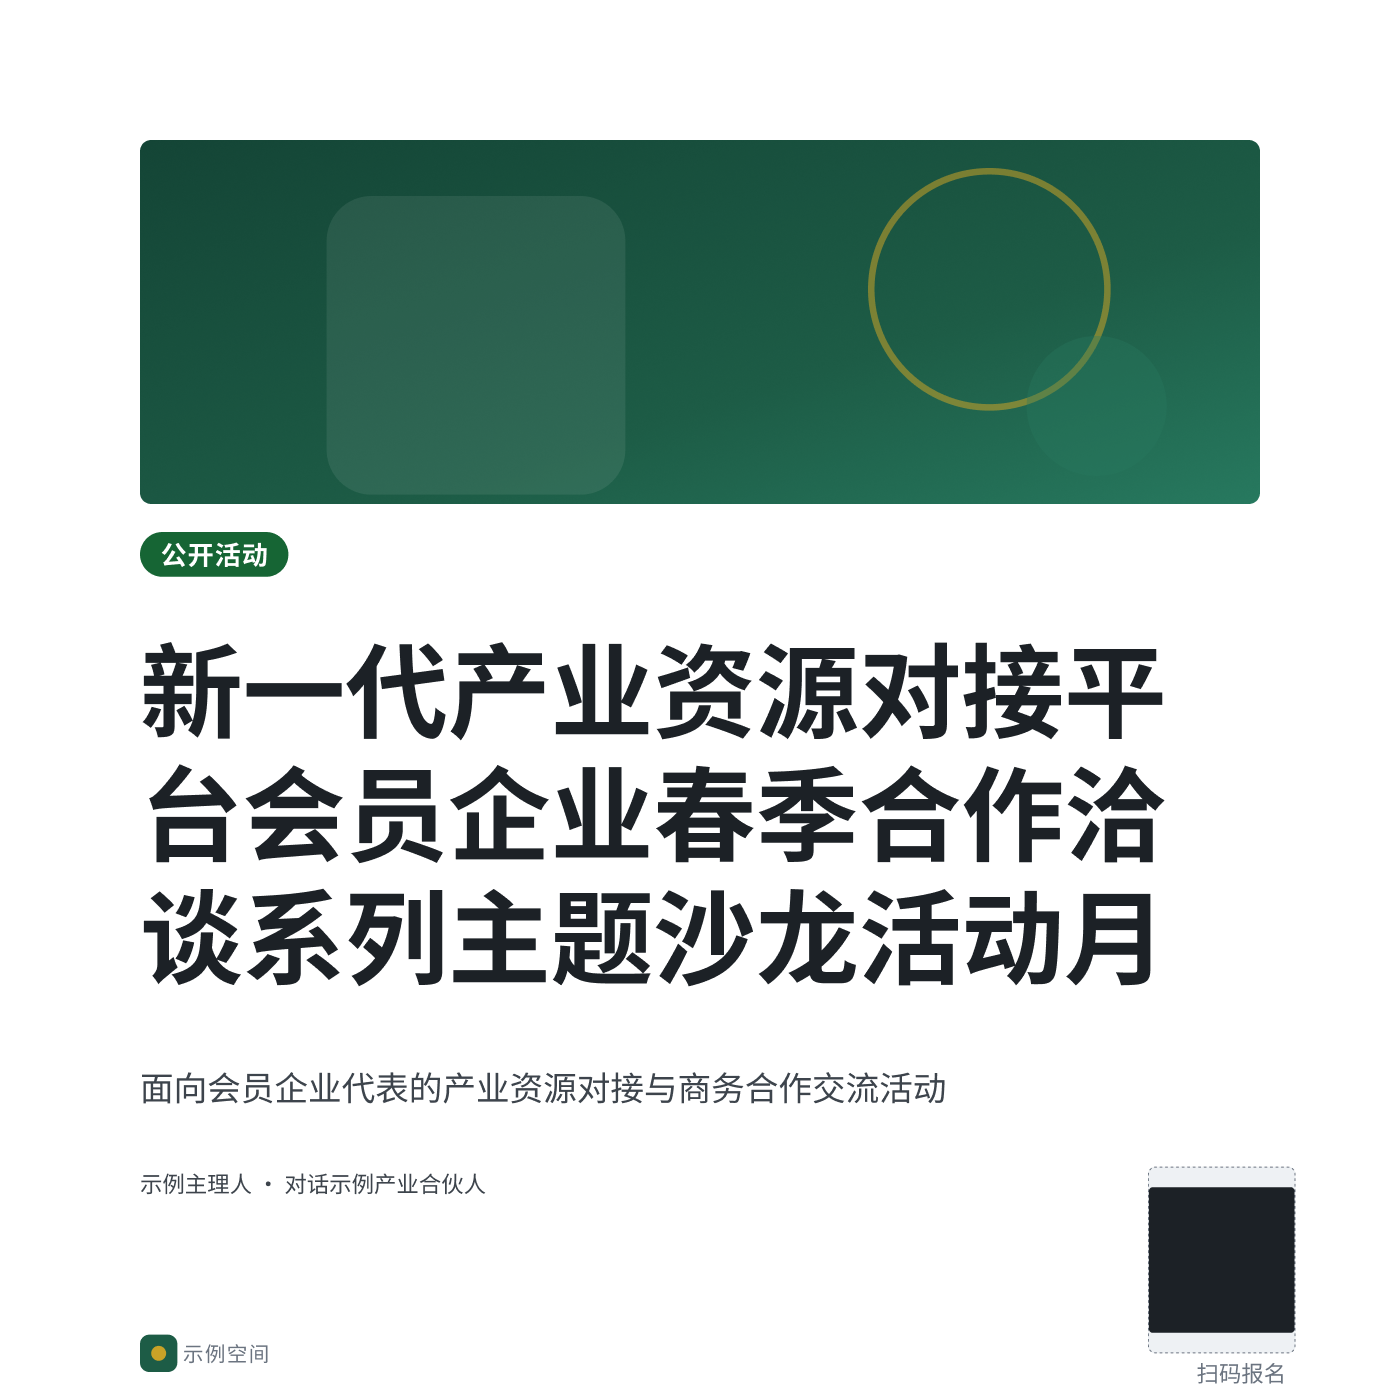 公开活动
新一代产业资源对接平
台会员企业春季合作洽
谈系列主题沙龙活动月
面向会员企业代表的产业资源对接与商务合作交流活动
示例主理人 • 对话示例产业合伙人
示例空间
扫码报名